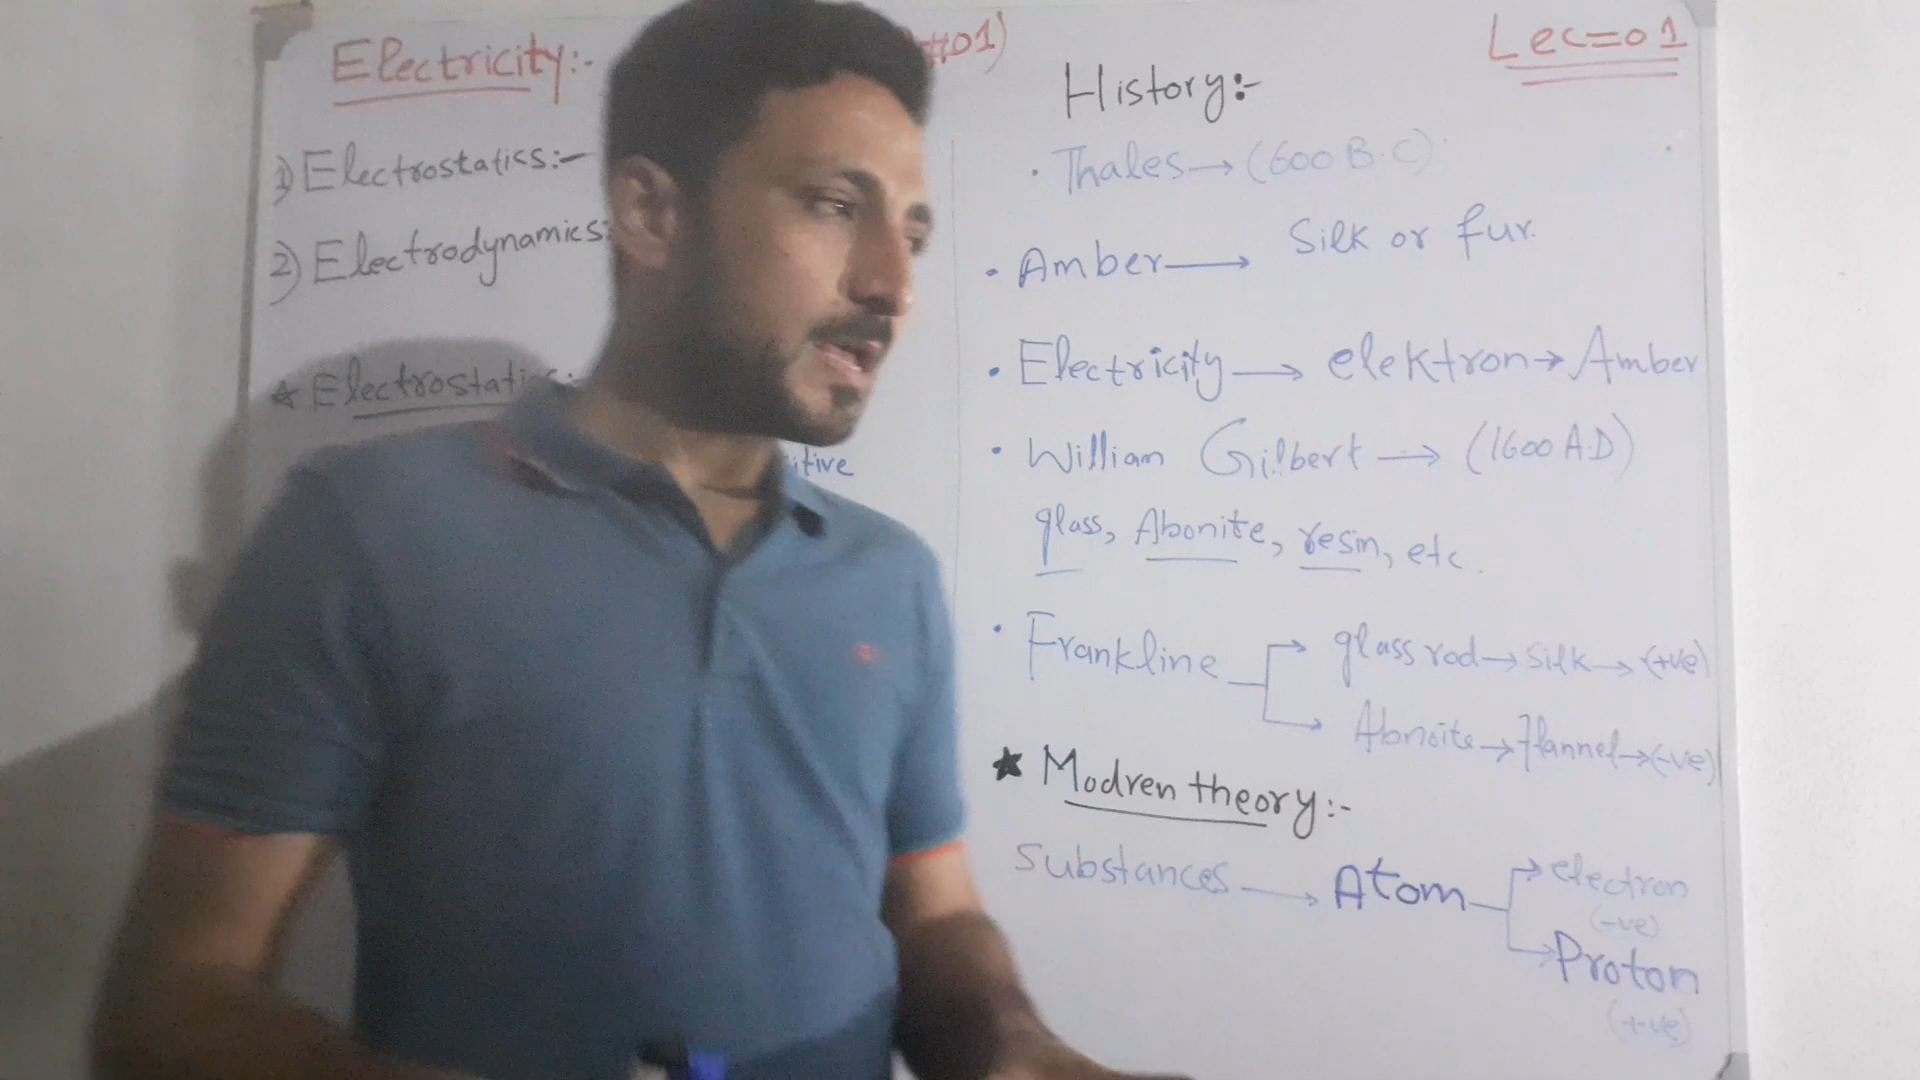 Electricity:-
#01)
1) Electrostatiss:-
2) Electrodynamics:
★ Electrostatics:
itive
Lec=01
History:-
· Thales → (600 B.C)
· Amber → Silk or fur.
· Electricity → elektron → Amber
· William Gilbert → (1600 A.D)
glass, Abonite, resin, etc.
· Frankline → glass rod → Silk → (+ve)
Abnoite → flannel → (-ve)
★ Modren theory:-
Substances → Atom → electron
(-ve)
Proton
(+ve)